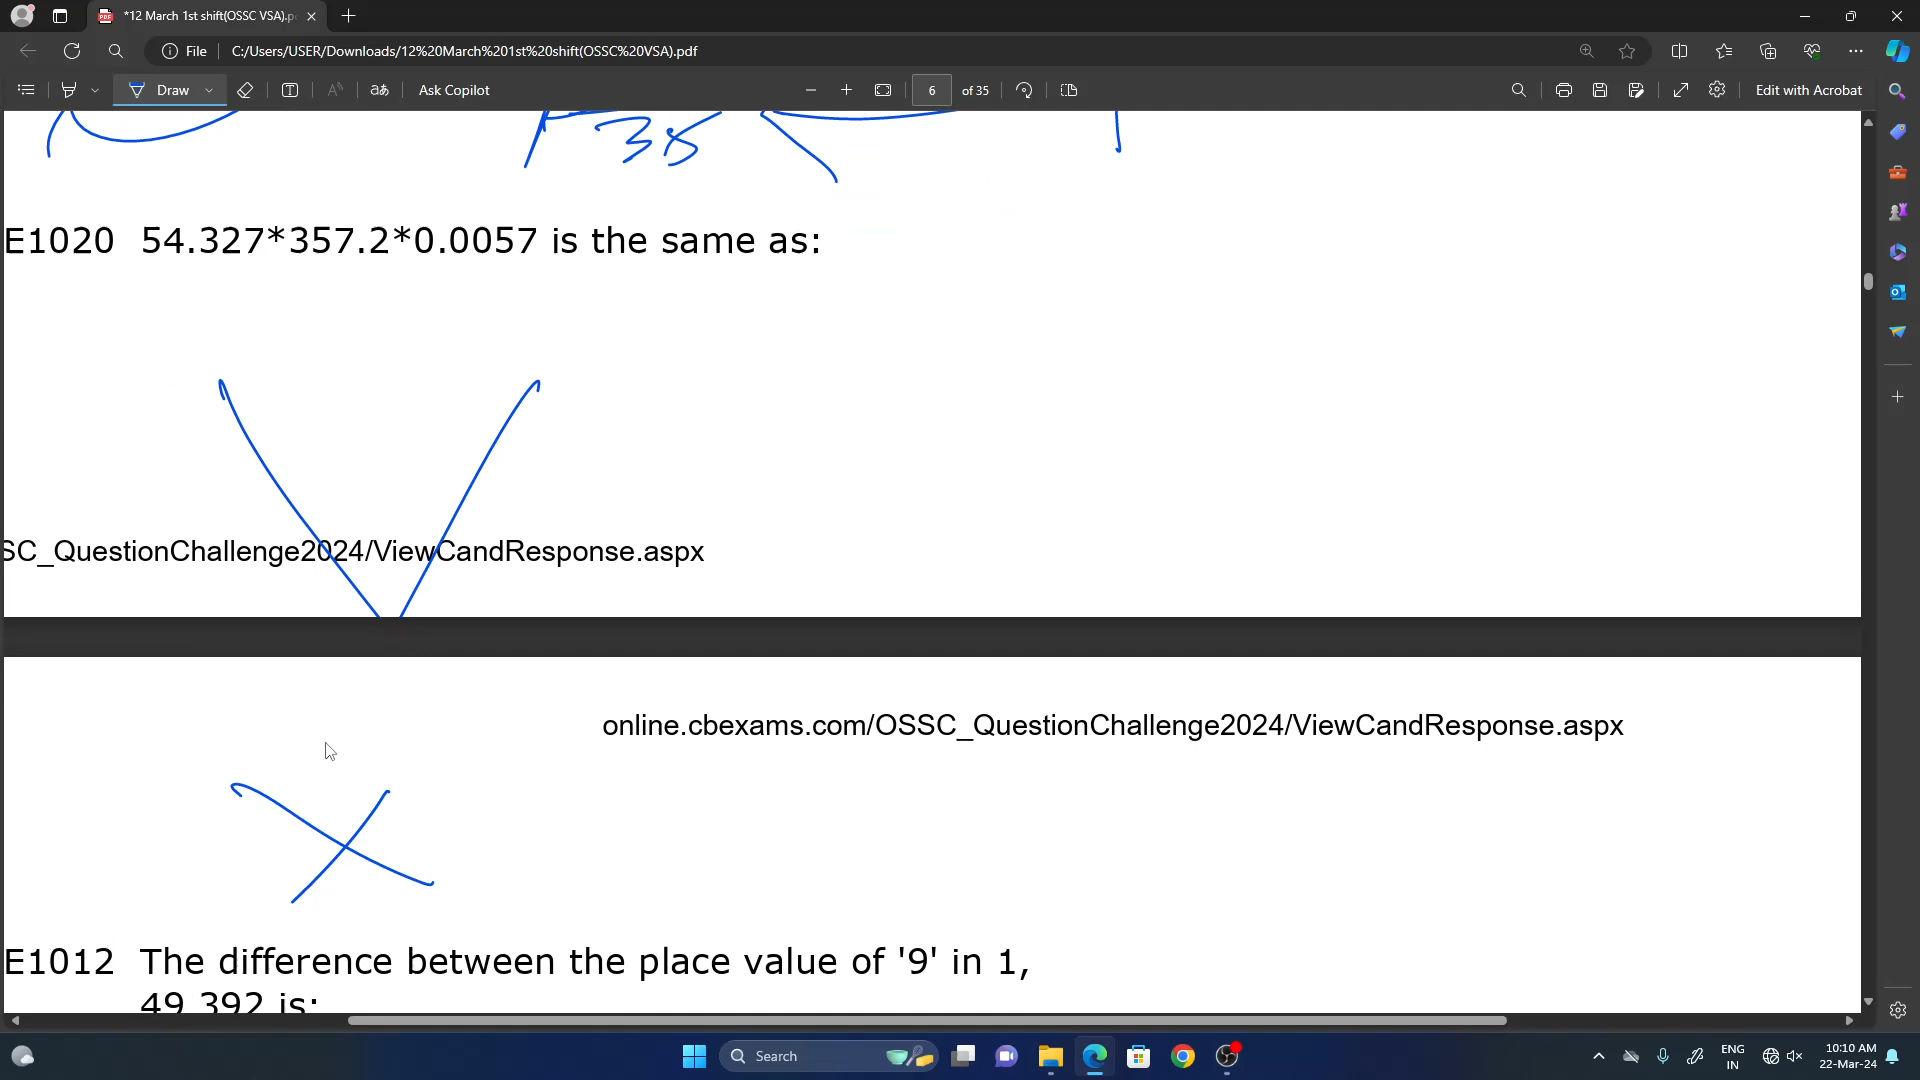 *12 March 1st shift(OSSC VSA).p
File
C:/Users/USER/Downloads/12%20March%201st%20shift(OSSC%20VSA).pdf
Draw
aあ
Ask Copilot
6 of 35
Edit with Acrobat
38
E1020 54.327*357.2*0.0057 is the same as:
SC_QuestionChallenge2024/ViewCandResponse.aspx
online.cbexams.com/OSSC_QuestionChallenge2024/ViewCandResponse.aspx
E1012 The difference between the place value of '9' in 1,
49,392 is:
Search
ENG
IN
10:10 AM
22-Mar-24